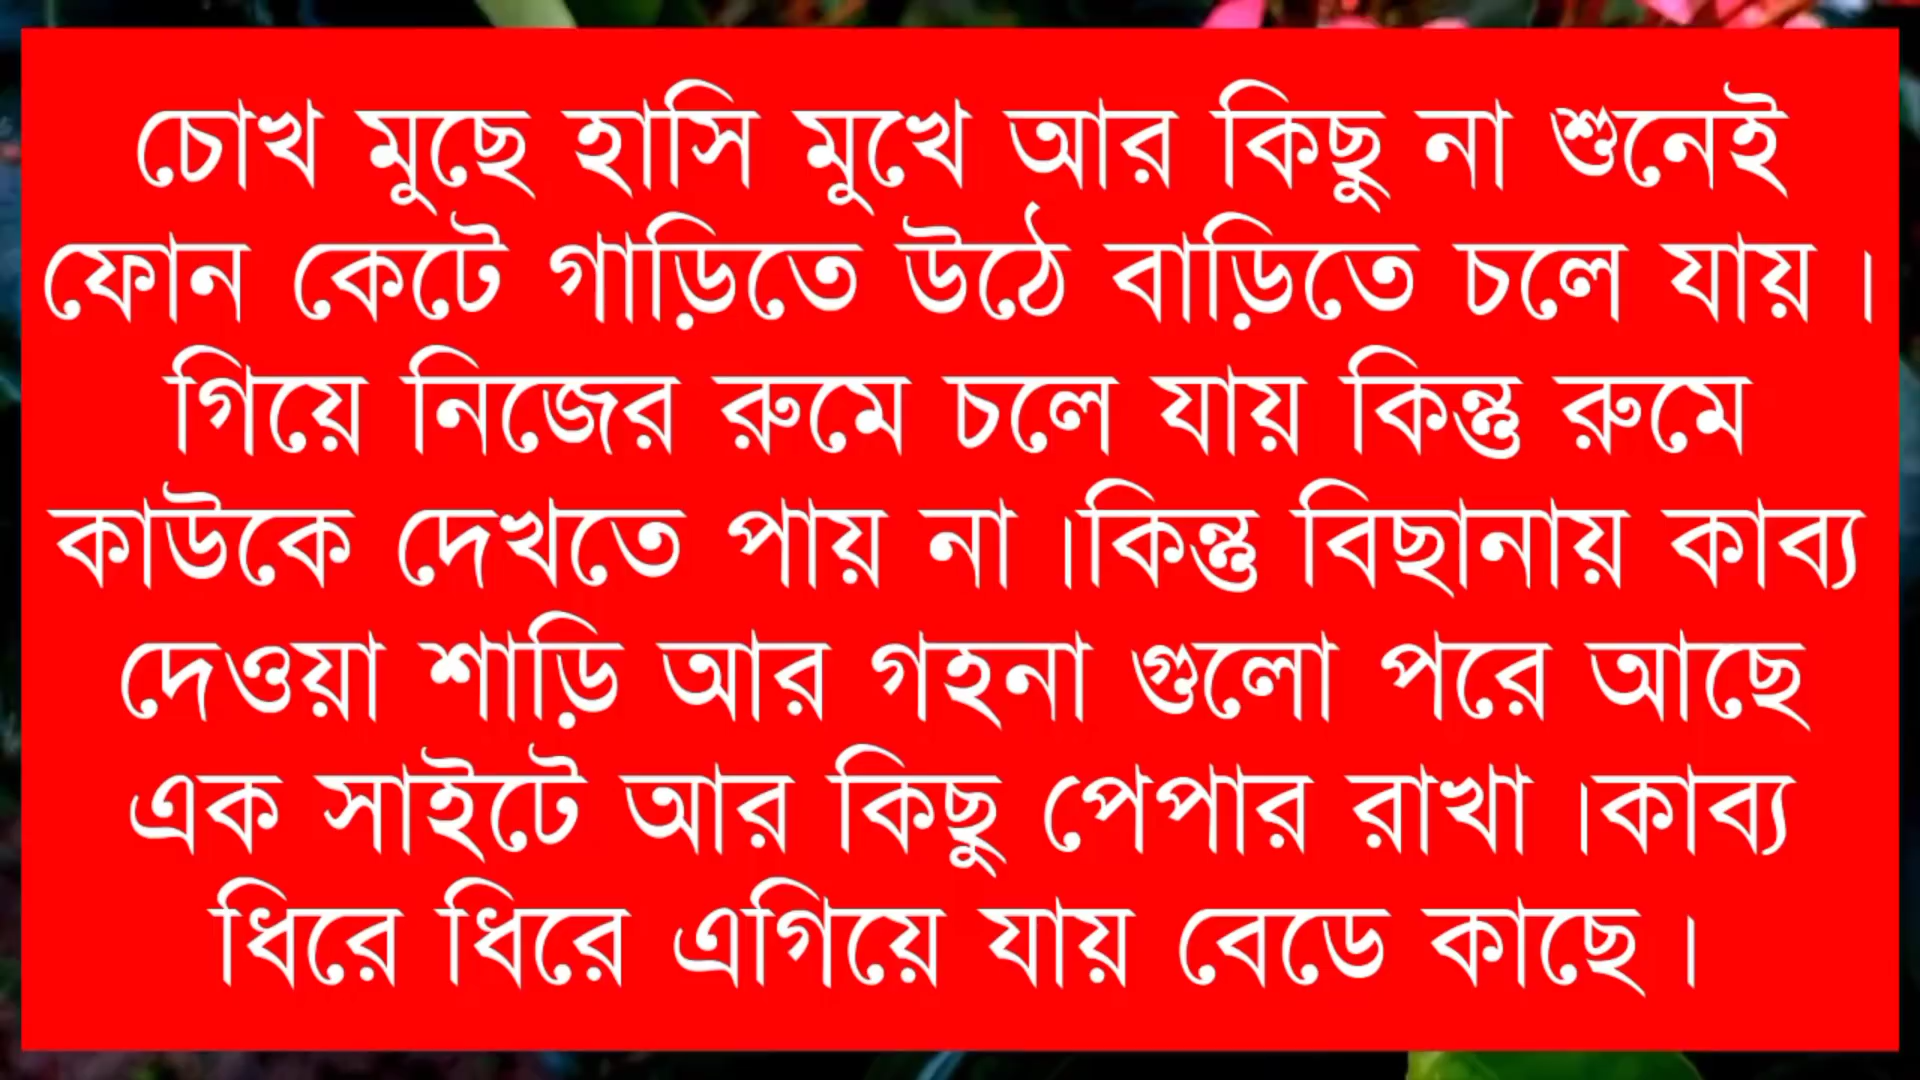 চোখ মুছে হাসি মুখে আর কিছু না শুনেই
ফোন কেটে গাড়িতে উঠে বাড়িতে চলে যায় ।
গিয়ে নিজের রুমে চলে যায় কিন্তু রুমে
কাউকে দেখতে পায় না ।কিন্তু বিছানায় কাব্য
দেওয়া শাড়ি আর গহনা গুলো পরে আছে
এক সাইটে আর কিছু পেপার রাখা ।কাব্য
ধিরে ধিরে এগিয়ে যায় বেডে কাছে ।